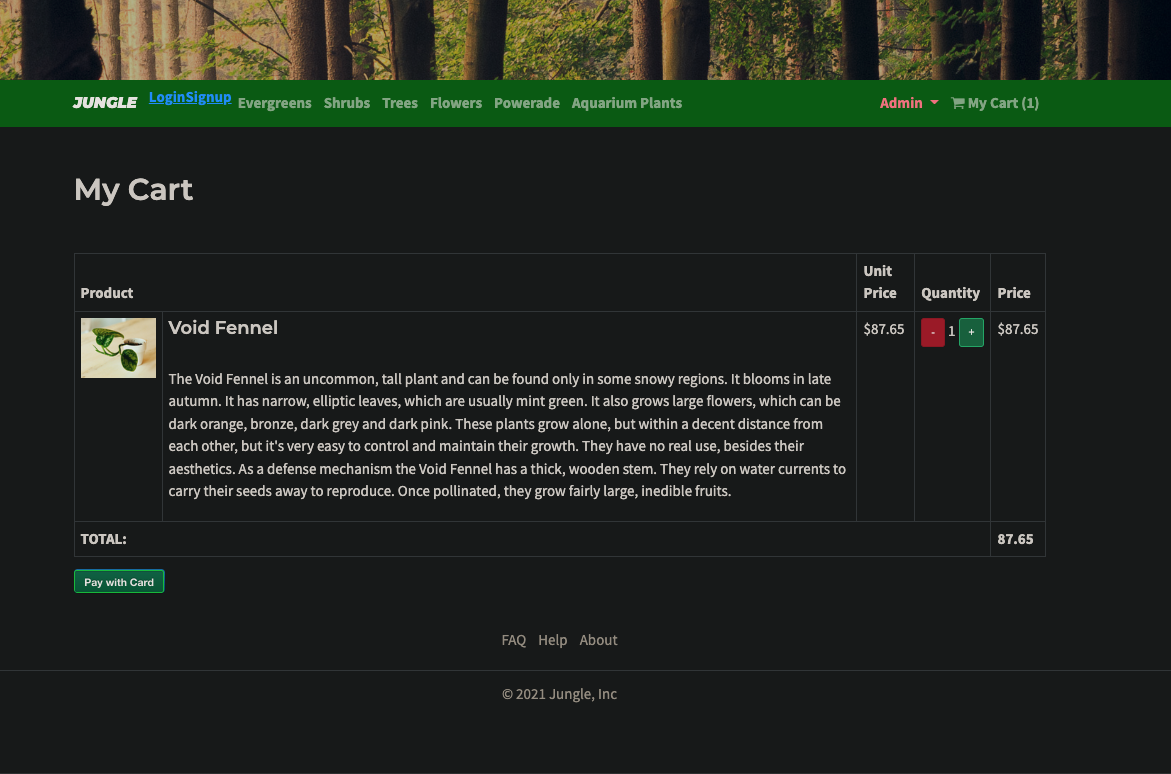 JUNGLE LoginSignup Evergreens Shrubs Trees Flowers Powerade Aquarium Plants Admin My Cart (1)
My Cart
Product Unit Price Quantity Price
Void Fennel $87.65 - 1 + $87.65
The Void Fennel is an uncommon, tall plant and can be found only in some snowy regions. It blooms in late
autumn. It has narrow, elliptic leaves, which are usually mint green. It also grows large flowers, which can be
dark orange, bronze, dark grey and dark pink. These plants grow alone, but within a decent distance from
each other, but it's very easy to control and maintain their growth. They have no real use, besides their
aesthetics. As a defense mechanism the Void Fennel has a thick, wooden stem. They rely on water currents to
carry their seeds away to reproduce. Once pollinated, they grow fairly large, inedible fruits.
TOTAL: 87.65
Pay with Card
FAQ Help About
© 2021 Jungle, Inc